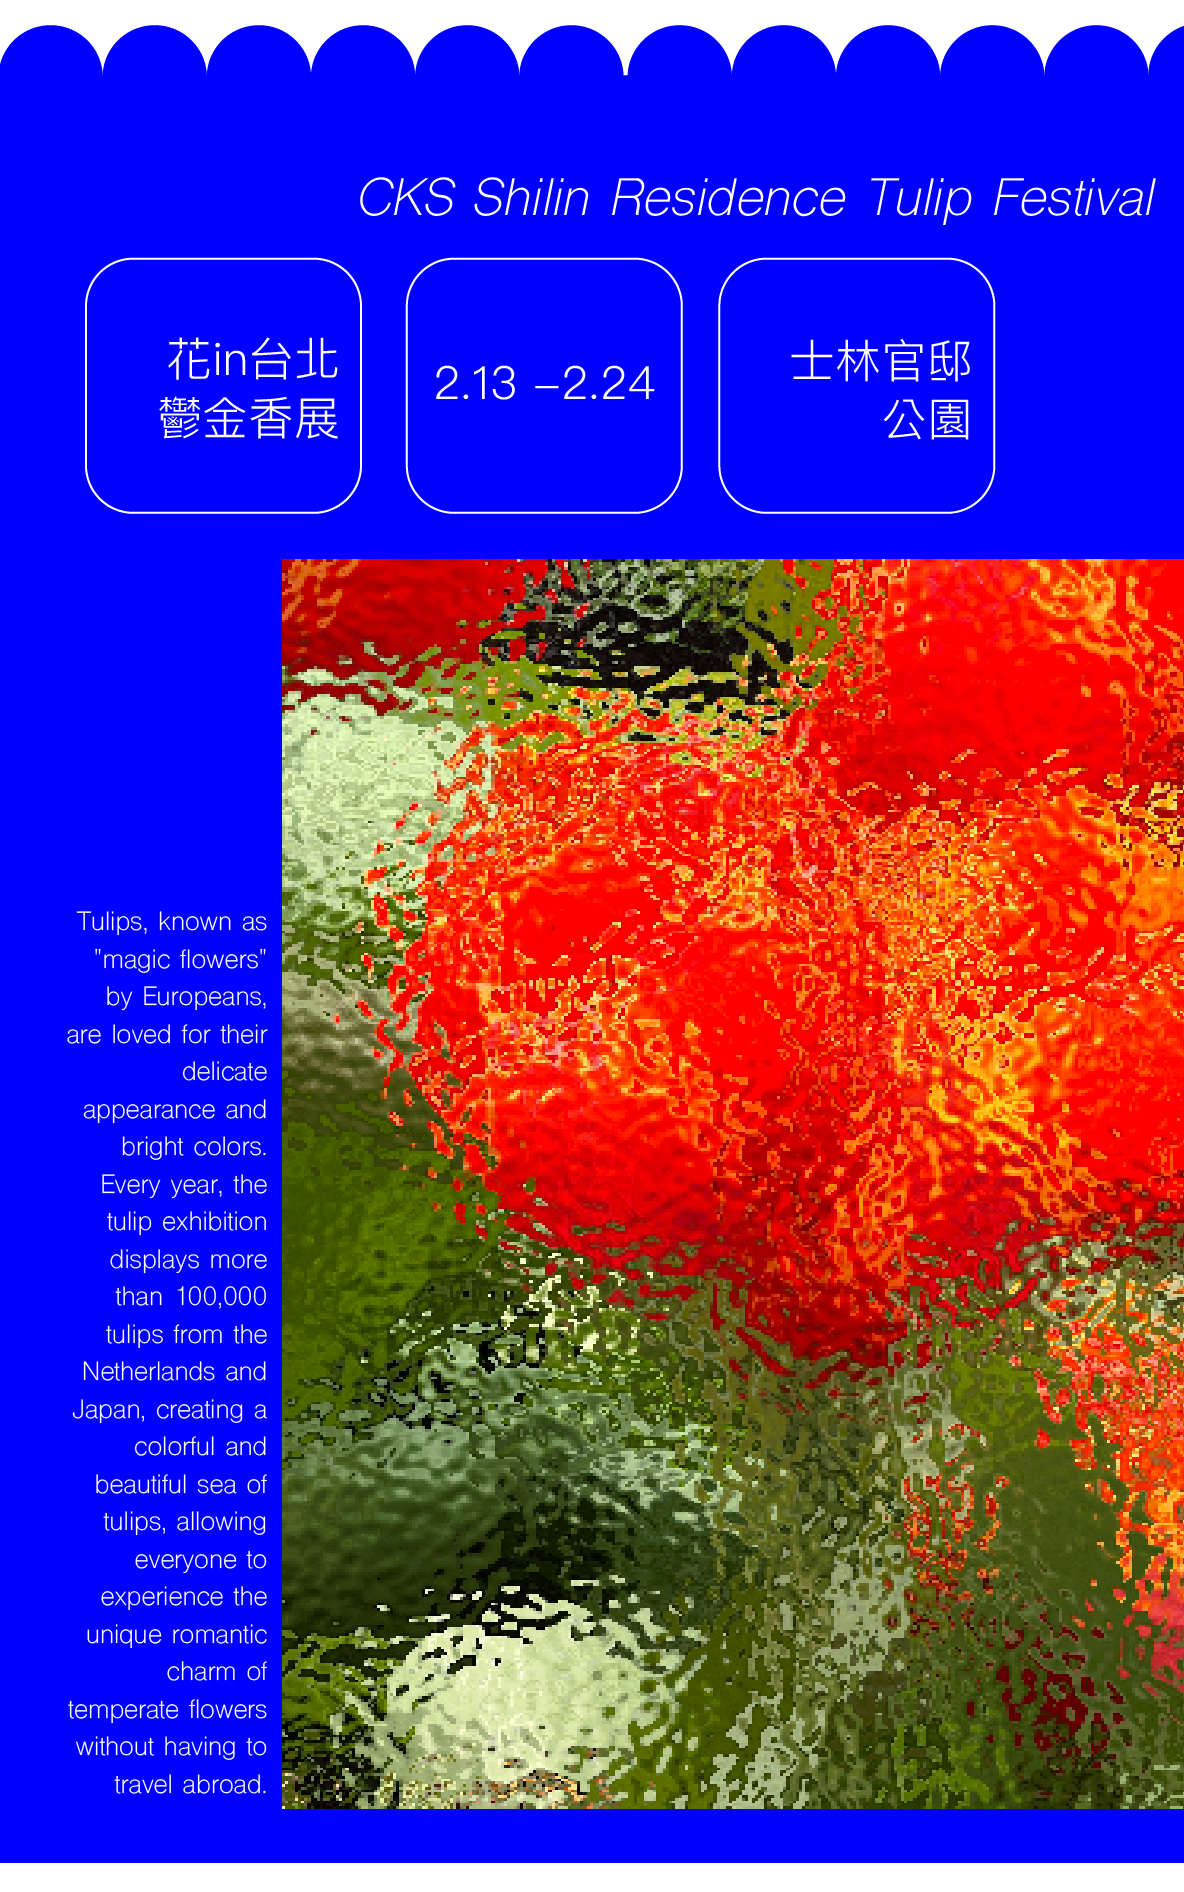 CKS Shilin Residence Tulip Festival
花in台北
鬱金香展
2.13 –2.24
士林官邸
公園
Tulips, known as
"magic flowers"
by Europeans,
are loved for their
delicate
appearance and
bright colors.
Every year, the
tulip exhibition
displays more
than 100,000
tulips from the
Netherlands and
Japan, creating a
colorful and
beautiful sea of
tulips, allowing
everyone to
experience the
unique romantic
charm of
temperate flowers
without having to
travel abroad.